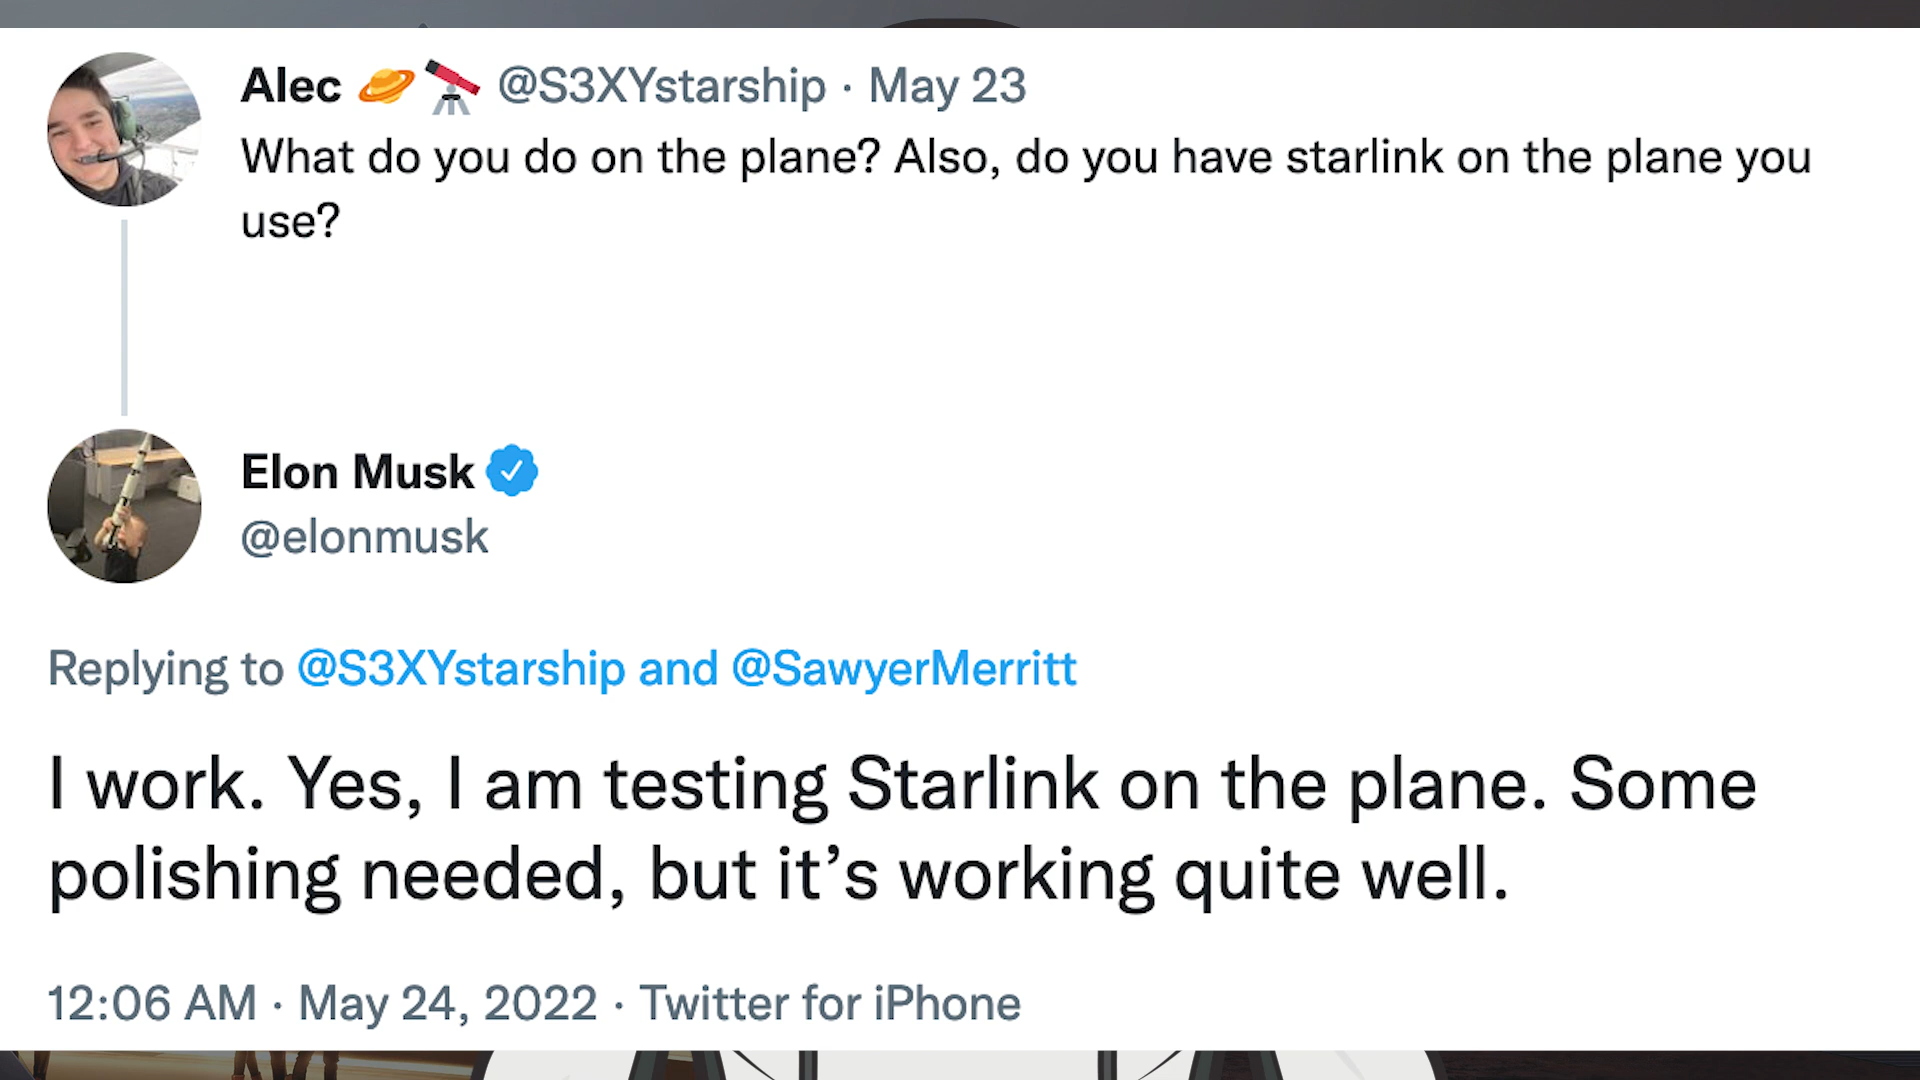 Alec 🪐🔭 @S3XYstarship · May 23
What do you do on the plane? Also, do you have starlink on the plane you
use?
Elon Musk
@elonmusk
Replying to @S3XYstarship and @SawyerMerritt
I work. Yes, I am testing Starlink on the plane. Some
polishing needed, but it’s working quite well.
12:06 AM · May 24, 2022 · Twitter for iPhone